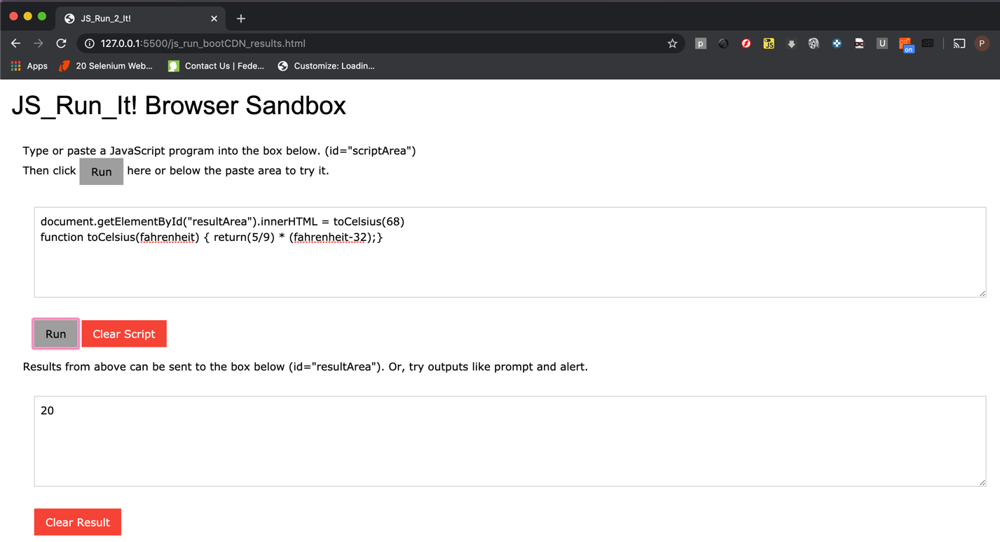 JS_Run_2_It!
127.0.0.1:5500/js_run_bootCDN_results.html
p
JS
U
on
P
Apps
20 Selenium Web...
Contact Us | Fede...
Customize: Loadin...
JS_Run_It! Browser Sandbox
Type or paste a JavaScript program into the box below. (id="scriptArea")
Then click Run here or below the paste area to try it.
document.getElementById("resultArea").innerHTML = toCelsius(68)
function toCelsius(fahrenheit) { return(5/9) * (fahrenheit-32);}
Run Clear Script
Results from above can be sent to the box below (id="resultArea"). Or, try outputs like prompt and alert.
20
Clear Result